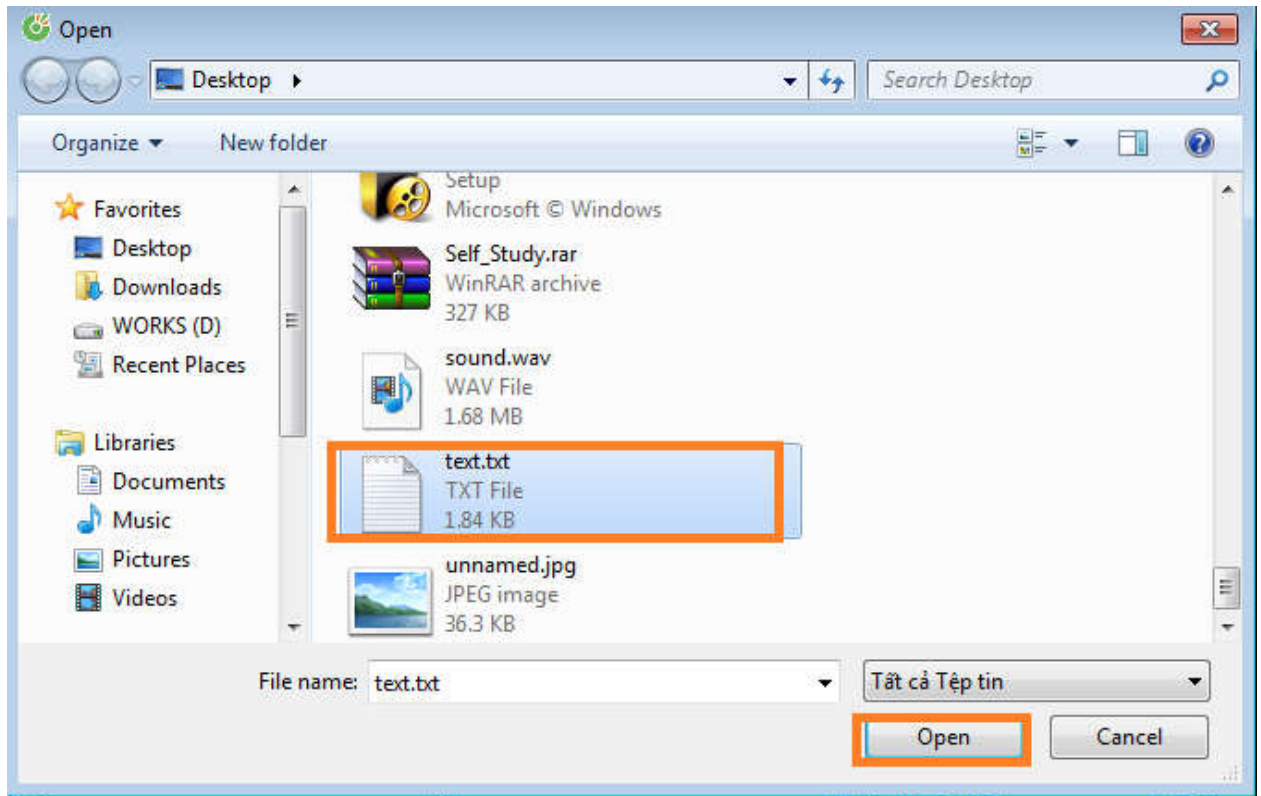 Open
Desktop
Search Desktop
Organize
New folder
Favorites
Desktop
Downloads
WORKS (D)
Recent Places
Libraries
Documents
Music
Pictures
Videos
Setup
Microsoft © Windows
Self_Study.rar
WinRAR archive
327 KB
sound.wav
WAV File
1.68 MB
text.txt
TXT File
1.84 KB
unnamed.jpg
JPEG image
36.3 KB
File name: text.txt
Tất cả Tệp tin
Open
Cancel